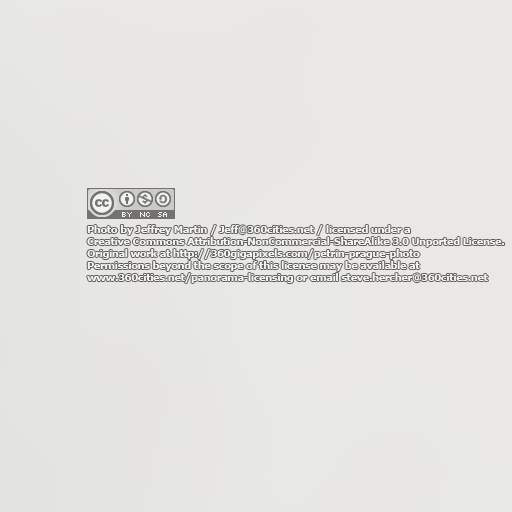 cc
BY NC SA
Photo by Jeffrey Martin / Jeff@360cities.net / licensed under a
Creative Commons Attribution-NonCommercial-ShareAlike 3.0 Unported License.
Original work at http://360gigapixels.com/petrin-prague-photo
Permissions beyond the scope of this license may be available at
www.360cities.net/panorama-licensing or email steve.hercher@360cities.net